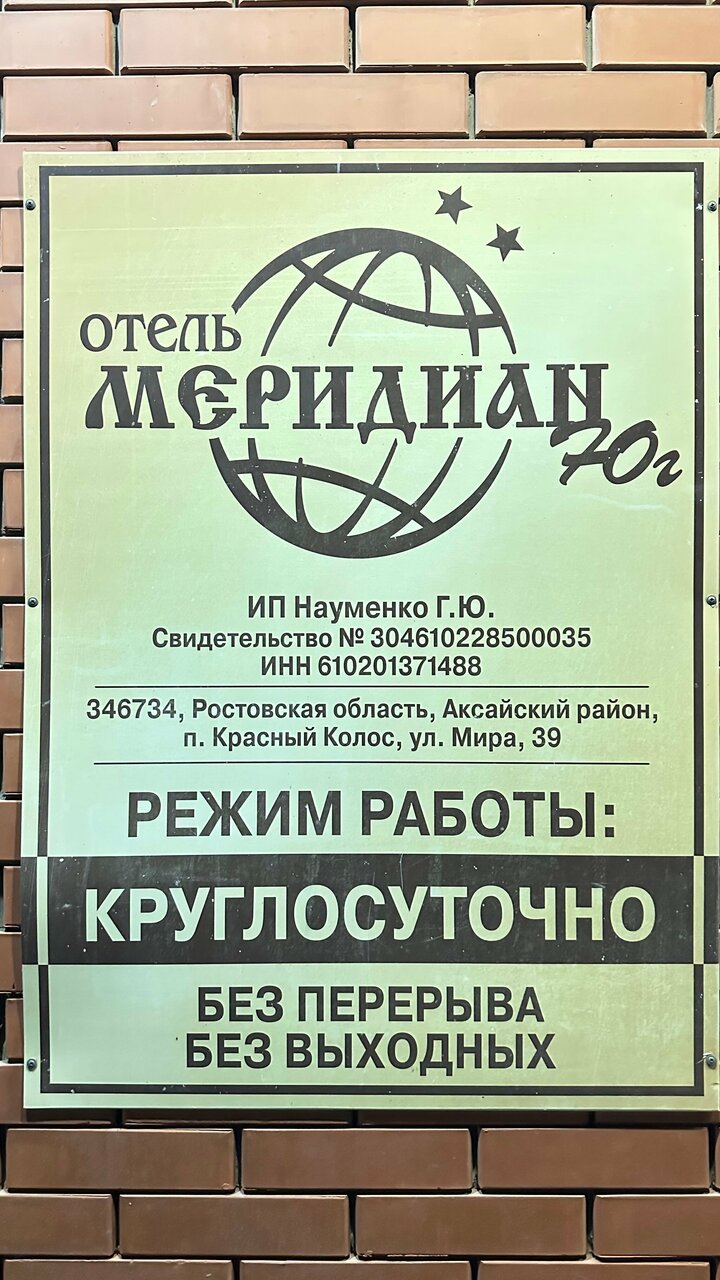 отель
МЕРИДИАН
70г
ИП Науменко Г.Ю.
Свидетельство № 304610228500035
ИНН 610201371488
346734, Ростовская область, Аксайский район,
п. Красный Колос, ул. Мира, 39
РЕЖИМ РАБОТЫ:
КРУГЛОСУТОЧНО
БЕЗ ПЕРЕРЫВА
БЕЗ ВЫХОДНЫХ